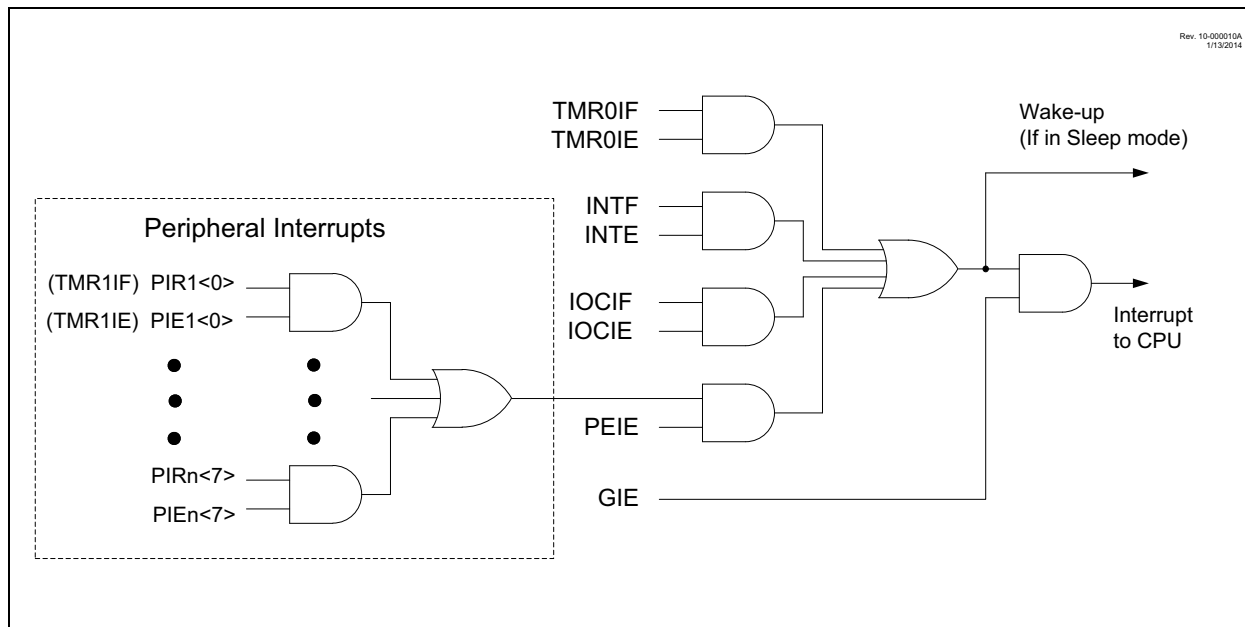 Rev. 10-000010A
1/13/2014
TMR0IF
TMR0IE
Wake-up
(If in Sleep mode)
INTF
INTE
Peripheral Interrupts
(TMR1IF) PIR1<0>
(TMR1IE) PIE1<0>
IOCIF
IOCIE
Interrupt
to CPU
PEIE
PIRn<7>
PIEn<7>
GIE